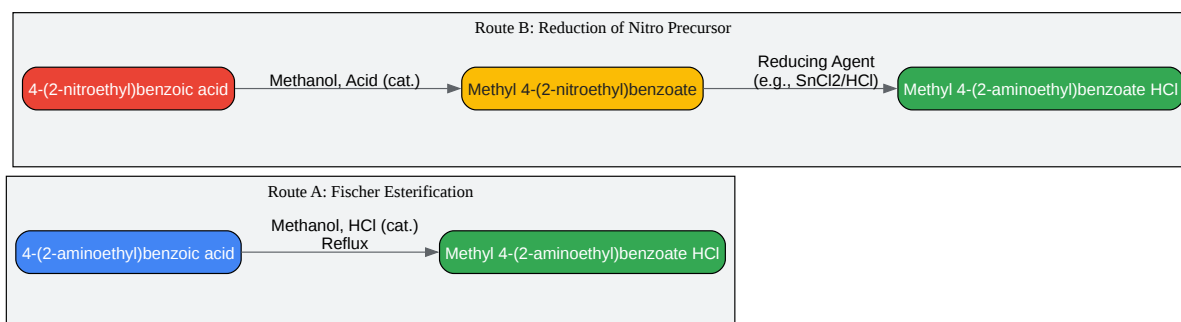 Route B: Reduction of Nitro Precursor
4-(2-nitroethyl)benzoic acid
Methanol, Acid (cat.)
Methyl 4-(2-nitroethyl)benzoate
Reducing Agent
(e.g., SnCl2/HCl)
Methyl 4-(2-aminoethyl)benzoate HCl
Route A: Fischer Esterification
4-(2-aminoethyl)benzoic acid
Methanol, HCl (cat.)
Reflux
Methyl 4-(2-aminoethyl)benzoate HCl